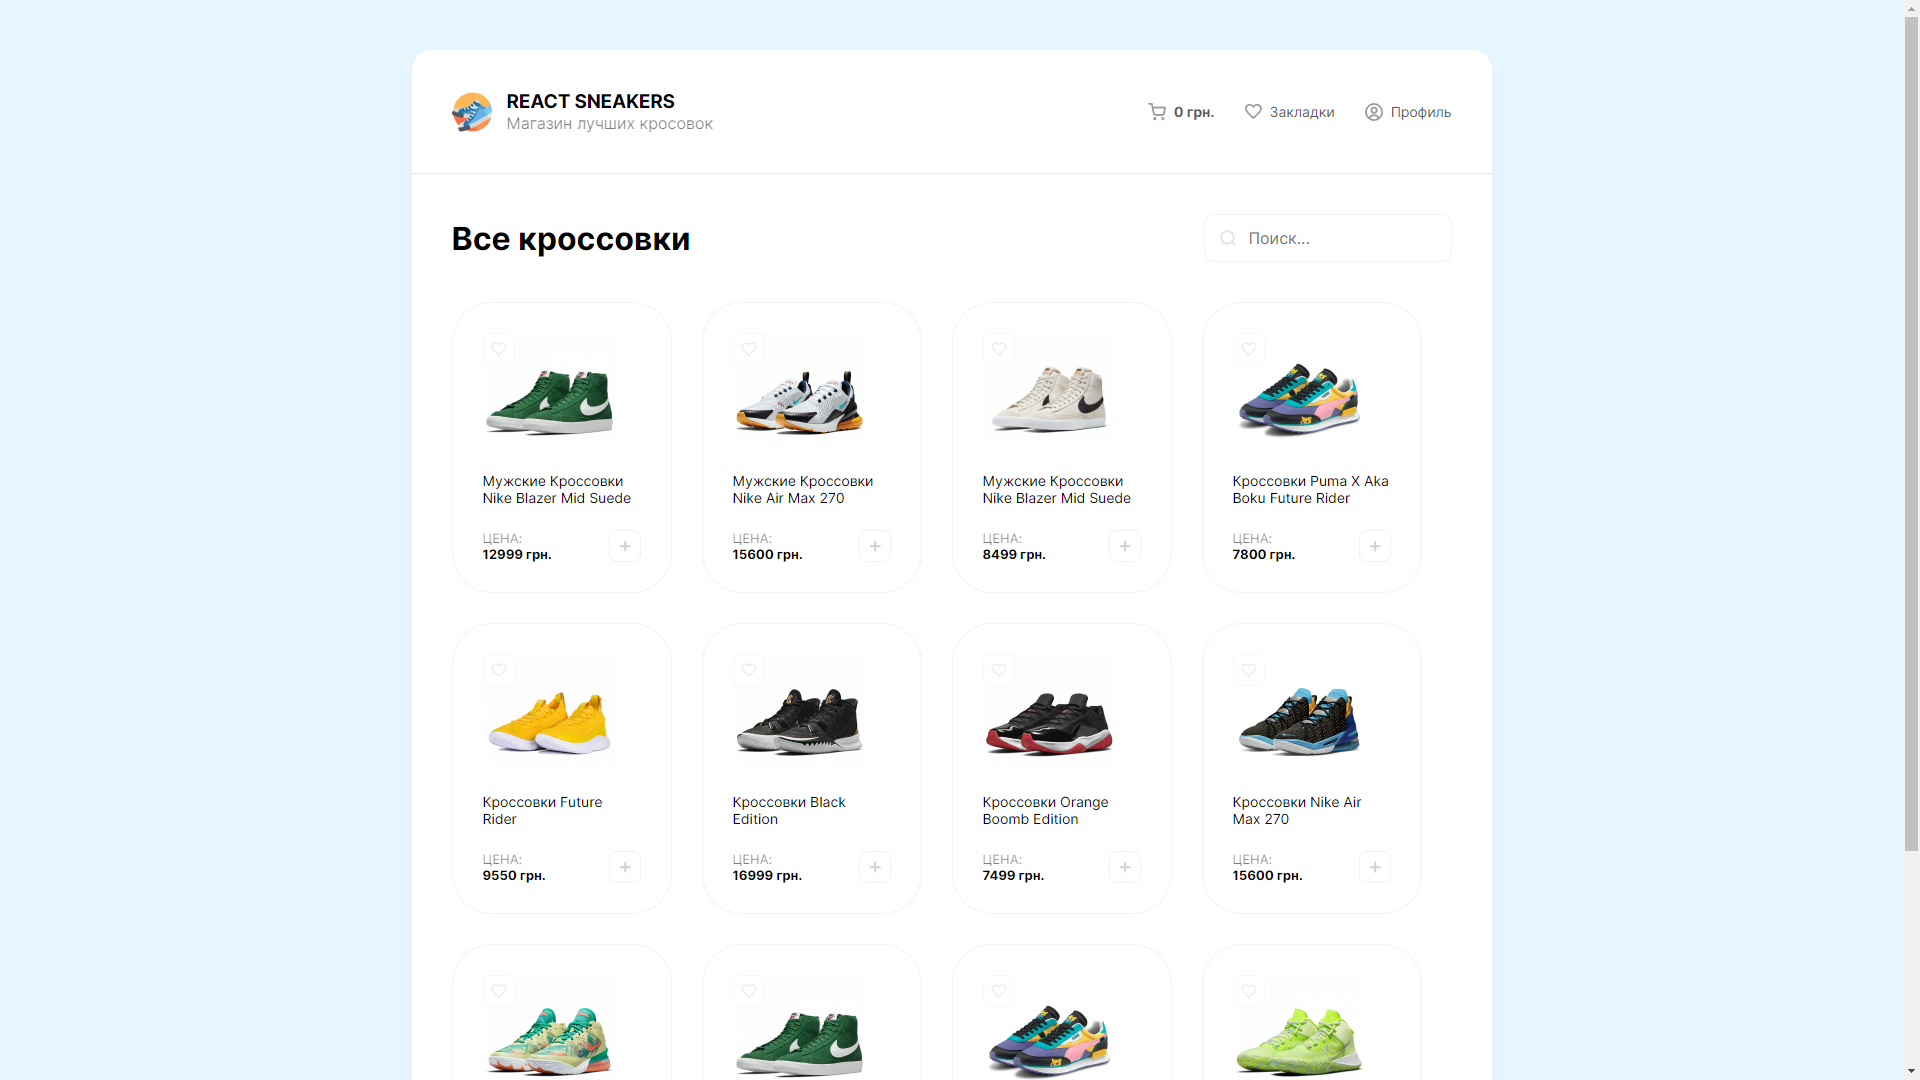 REACT SNEAKERS
Магазин лучших кросовок
0 грн.
Закладки
Профиль
Все кроссовки
Поиск...
Мужские Кроссовки
Nike Blazer Mid Suede
ЦЕНА:
12999 грн.
Мужские Кроссовки
Nike Air Max 270
ЦЕНА:
15600 грн.
Мужские Кроссовки
Nike Blazer Mid Suede
ЦЕНА:
8499 грн.
Кроссовки Puma X Aka
Boku Future Rider
ЦЕНА:
7800 грн.
Кроссовки Future
Rider
ЦЕНА:
9550 грн.
Кроссовки Black
Edition
ЦЕНА:
16999 грн.
Кроссовки Orange
Boomb Edition
ЦЕНА:
7499 грн.
Кроссовки Nike Air
Max 270
ЦЕНА:
15600 грн.